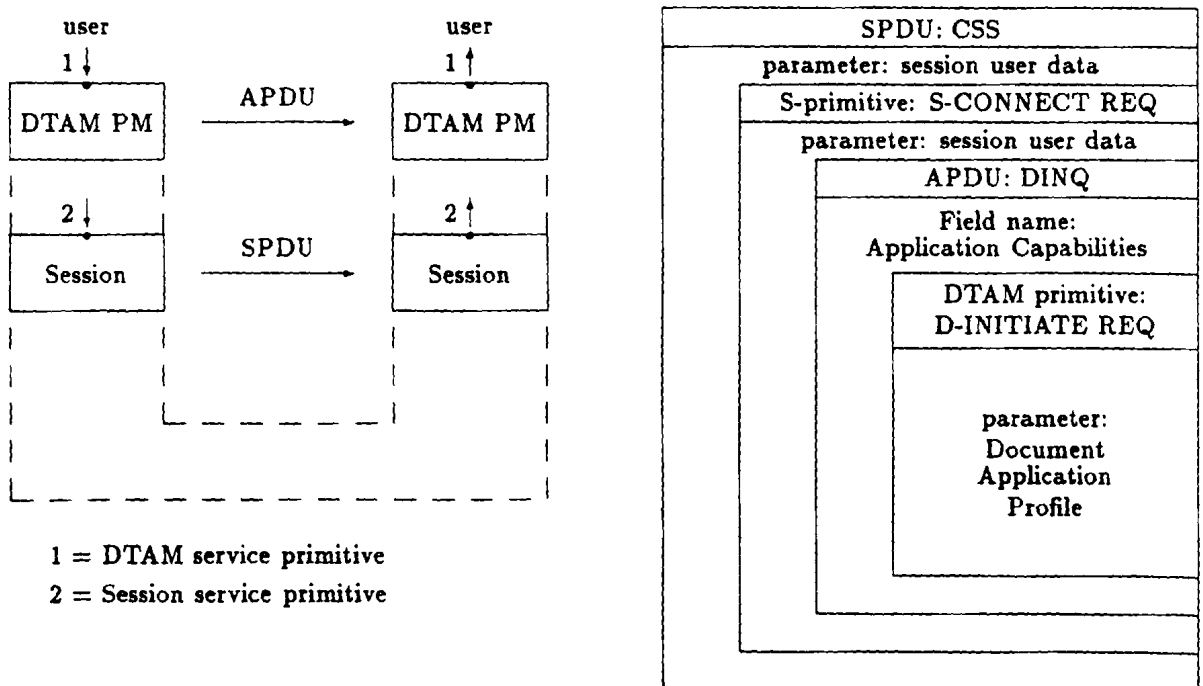 user
user
1
1
DTAM PM
APDU
DTAM PM
2
2
Session
SPDU
Session
1 = DTAM service primitive
2 = Session service primitive
SPDU: CSS
parameter: session user data
S-primitive: S-CONNECT REQ
parameter: session user data
APDU: DINQ
Field name:
Application Capabilities
DTAM primitive:
D-INITIATE REQ
parameter:
Document
Application
Profile